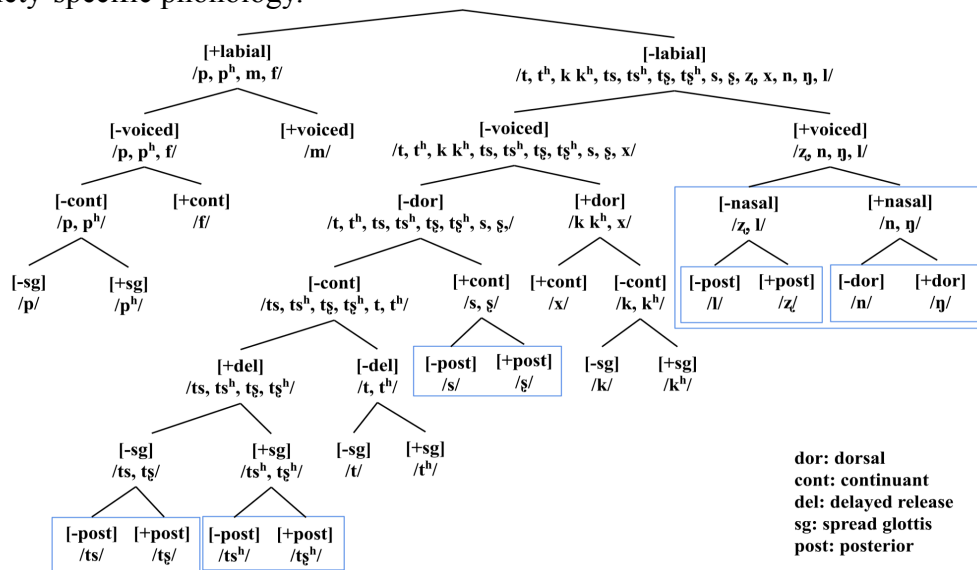 ety-specific phonology.
[+labial] [-labial]
/p, pʰ, m, f/ /t, tʰ, k kʰ, ts, tsʰ, tʂ, tʂʰ, s, ʂ, ʐ, x, n, ŋ, l/
[-voiced] [+voiced] [-voiced] [+voiced]
/p, pʰ, f/ /m/ /t, tʰ, k kʰ, ts, tsʰ, tʂ, tʂʰ, s, ʂ, x/ /ʐ, n, ŋ, l/
[-cont] [+cont] [-dor] [+dor] [-nasal] [+nasal]
/p, pʰ/ /f/ /t, tʰ, ts, tsʰ, tʂ, tʂʰ, s, ʂ,/ /k kʰ, x/ /ʐ, l/ /n, ŋ/
[-sg] [+sg] [-cont] [+cont] [+cont] [-cont] [-post] [+post] [-dor] [+dor]
/p/ /pʰ/ /ts, tsʰ, tʂ, tʂʰ, t, tʰ/ /s, ʂ/ /x/ /k, kʰ/ /l/ /ʐ/ /n/ /ŋ/
[+del] [-del] [-post] [+post] [-sg] [+sg]
/ts, tsʰ, tʂ, tʂʰ/ /t, tʰ/ /s/ /ʂ/ /k/ /kʰ/
[-sg] [+sg] [-sg] [+sg]
/ts, tʂ/ /tsʰ, tʂʰ/ /t/ /tʰ/
[-post] [+post] [-post] [+post]
/ts/ /tʂ/ /tsʰ/ /tʂʰ/
dor: dorsal
cont: continuant
del: delayed release
sg: spread glottis
post: posterior